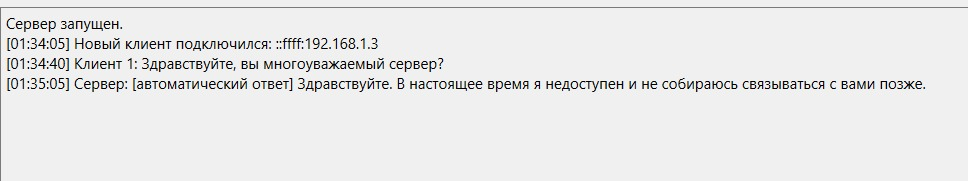 Сервер запущен.
[01:34:05] Новый клиент подключился: ::ffff:192.168.1.3
[01:34:40] Клиент 1: Здравствуйте, вы многоуважаемый сервер?
[01:35:05] Сервер: [автоматический ответ] Здравствуйте. В настоящее время я недоступен и не собираюсь связываться с вами позже.